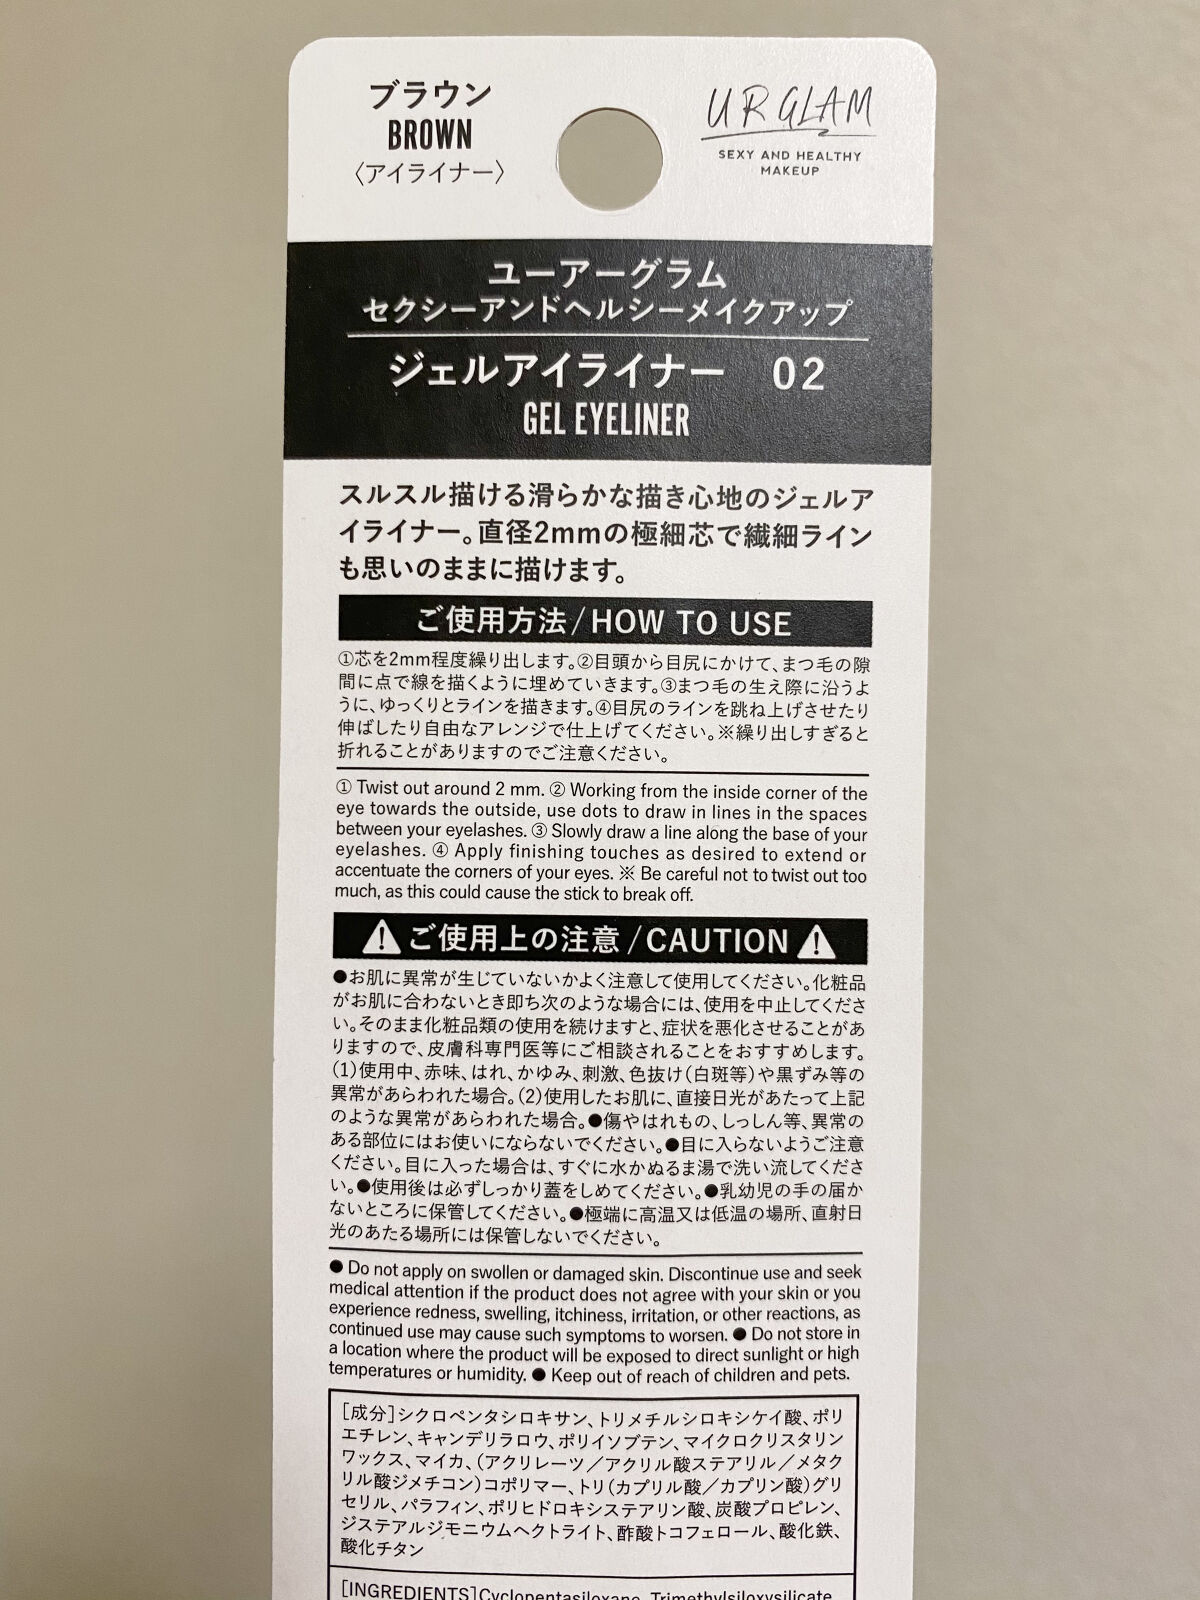 ブラウン
BROWN
〈アイライナー〉
UR GLAM
SEXY AND HEALTHY
MAKEUP
ユーアーグラム
セクシーアンドヘルシーメイクアップ
ジェルアイライナー 02
GEL EYELINER
スルスル描ける滑らかな描き心地のジェルア
イライナー。直径2mmの極細芯で繊細ライン
も思いのままに描けます。
ご使用方法/HOW TO USE
①芯を2mm程度繰り出します。②目頭から目尻にかけて、まつ毛の隙
間に点で線を描くように埋めていきます。③まつ毛の生え際に沿うよ
うに、ゆっくりとラインを描きます。④目尻のラインを跳ね上げさせたり
伸ばしたり自由なアレンジで仕上げてください。※繰り出しすぎると
折れることがありますのでご注意ください。
① Twist out around 2 mm. ② Working from the inside corner of the
eye towards the outside, use dots to draw in lines in the spaces
between your eyelashes. ③ Slowly draw a line along the base of your
eyelashes. ④ Apply finishing touches as desired to extend or
accentuate the corners of your eyes. ※ Be careful not to twist out too
much, as this could cause the stick to break off.
ご使用上の注意/CAUTION
●お肌に異常が生じていないかよく注意して使用してください。化粧品
がお肌に合わないとき即ち次のような場合には、使用を中止してくださ
い。そのまま化粧品類の使用を続けますと、症状を悪化させることがあ
りますので、皮膚科専門医等にご相談されることをおすすめします。
(1)使用中、赤味、はれ、かゆみ、刺激、色抜け(白斑等)や黒ずみ等の
異常があらわれた場合。(2)使用したお肌に、直接日光があたって上記
のような異常があらわれた場合。●傷やはれもの、しっしん等、異常の
ある部位にはお使いにならないでください。●目に入らないようご注意
ください。目に入った場合は、すぐに水かぬるま湯で洗い流してくださ
い。●使用後は必ずしっかり蓋をしめてください。●乳幼児の手の届か
ないところに保管してください。●極端に高温又は低温の場所、直射日
光のあたる場所には保管しないでください。
● Do not apply on swollen or damaged skin. Discontinue use and seek
medical attention if the product does not agree with your skin or you
experience redness, swelling, itchiness, irritation, or other reactions, as
continued use may cause such symptoms to worsen. ● Do not store in
a location where the product will be exposed to direct sunlight or high
temperatures or humidity. ● Keep out of reach of children and pets.
[成分]シクロペンタシロキサン、トリメチルシロキシケイ酸、ポリ
エチレン、キャンデリラロウ、ポリイソブテン、マイクロクリスタリン
ワックス、マイカ、(アクリレーツ／アクリル酸ステアリル／メタク
リル酸ジメチコン)コポリマー、トリ(カプリル酸／カプリン酸)グリ
セリル、パラフィン、ポリヒドロキシステアリン酸、炭酸プロピレン、
ジステアルジモニウムヘクトライト、酢酸トコフェロール、酸化鉄、
酸化チタン
[INGREDIENTS]Cyclopentasiloxane, Trimethylsiloxysilicate,